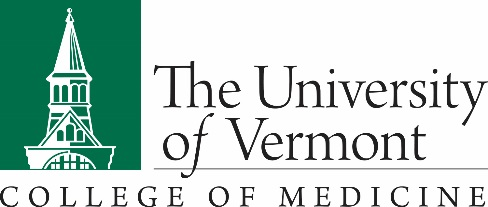 The University
of Vermont
COLLEGE OF MEDICINE